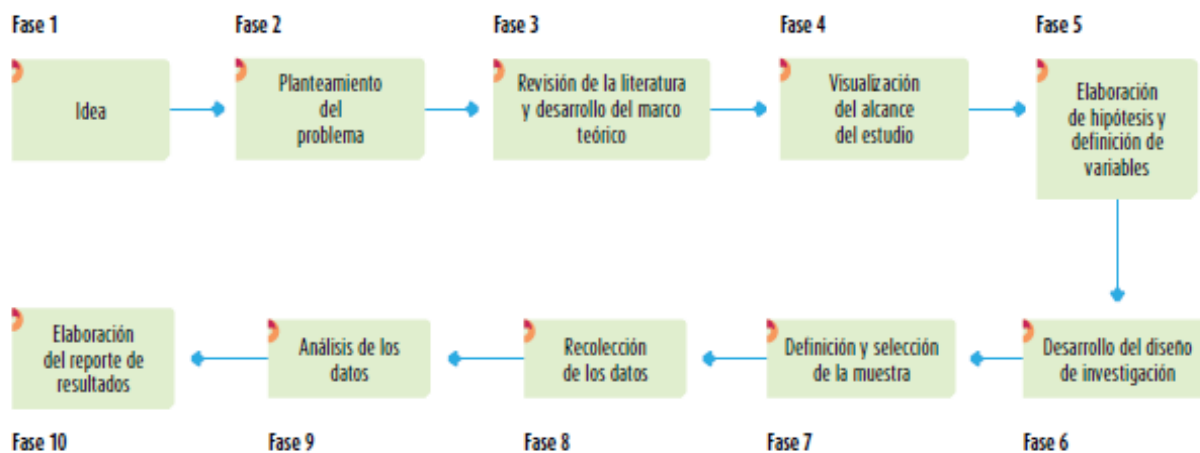 Fase 1
Idea
Fase 2
Planteamiento
del
problema
Fase 3
Revisión de la literatura
y desarrollo del marco
teórico
Fase 4
Visualización
del alcance
del estudio
Fase 5
Elaboración
de hipótesis y
definición de
variables
Desarrollo del diseño
de investigación
Fase 6
Definición y selección
de la muestra
Fase 7
Recolección
de los datos
Fase 8
Análisis de los
datos
Fase 9
Elaboración
del reporte de
resultados
Fase 10